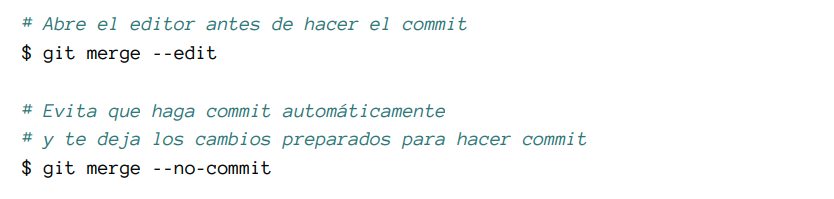 # Abre el editor antes de hacer el commit
$ git merge --edit
# Evita que haga commit automáticamente
# y te deja los cambios preparados para hacer commit
$ git merge --no-commit